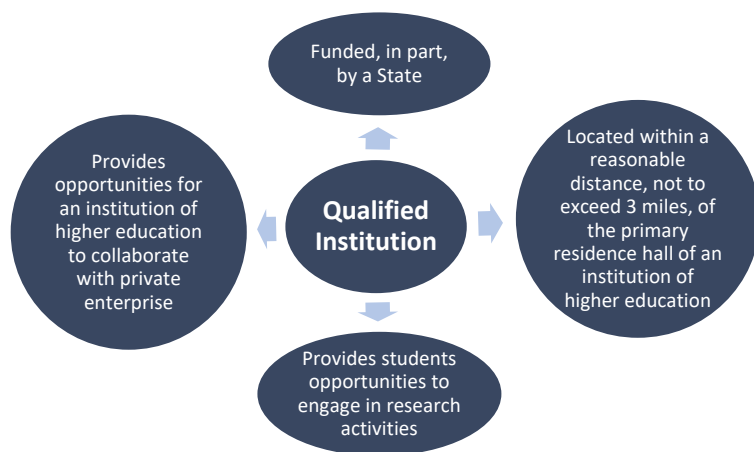 Funded, in part,
by a State
Provides
opportunities for
an institution of
higher education
to collaborate
with private
enterprise
Qualified
Institution
Located within a
reasonable
distance, not to
exceed 3 miles, of
the primary
residence hall of an
institution of
higher education
Provides students
opportunities to
engage in research
activities